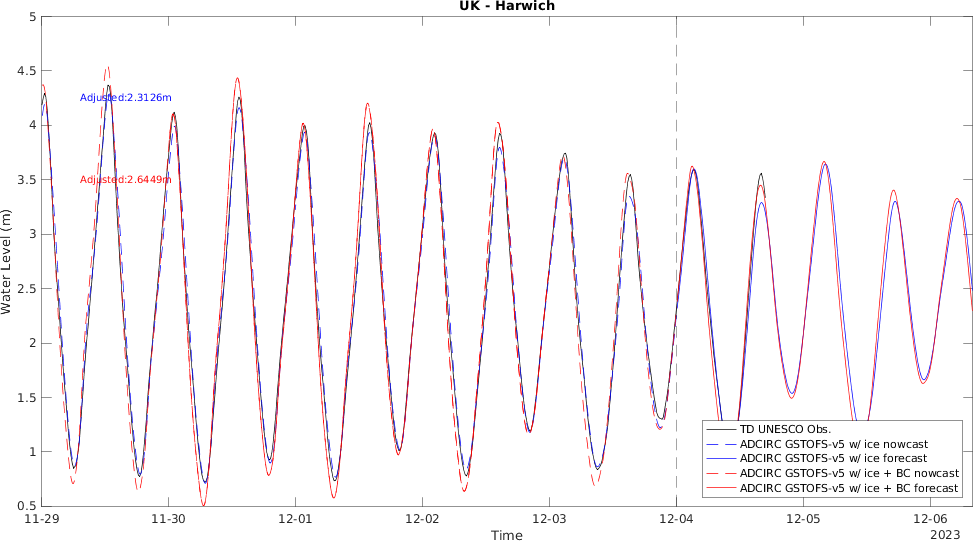 UK - Harwich
5
4.5
Adjusted:2.3126m
4
3.5
Adjusted:2.6449m
3
Water Level (m)
2.5
2
1.5
1
0.5
TD UNESCO Obs.
ADCIRC GSTOFS-v5 w/ ice nowcast
ADCIRC GSTOFS-v5 w/ ice forecast
ADCIRC GSTOFS-v5 w/ ice + BC nowcast
ADCIRC GSTOFS-v5 w/ ice + BC forecast
11-29 11-30 12-01 12-02 12-03 12-04 12-05 12-06
Time
2023